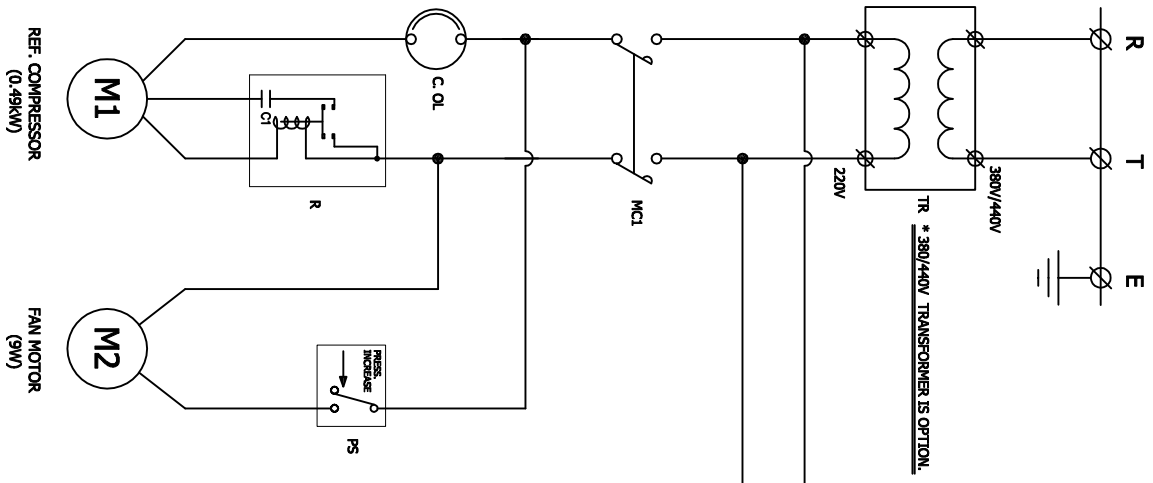 R
T
E
380V/440V
220V
TR * 380/440V TRANSFORMER IS OPTION.
MC1
C. OL
C1
R
M1
REF. COMPRESSOR
(0.49kW)
PRESS.
INCREASE
PS
M2
FAN MOTOR
(9W)